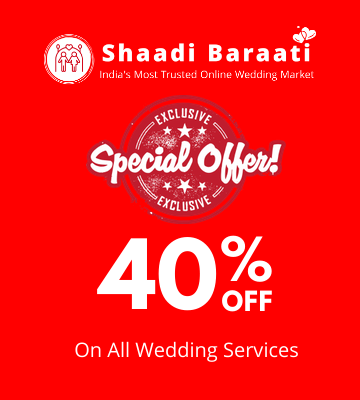 Shaadi Baraati
India's Most Trusted Online Wedding Market
EXCLUSIVE
Special Offer!
EXCLUSIVE
40%
OFF
On All Wedding Services